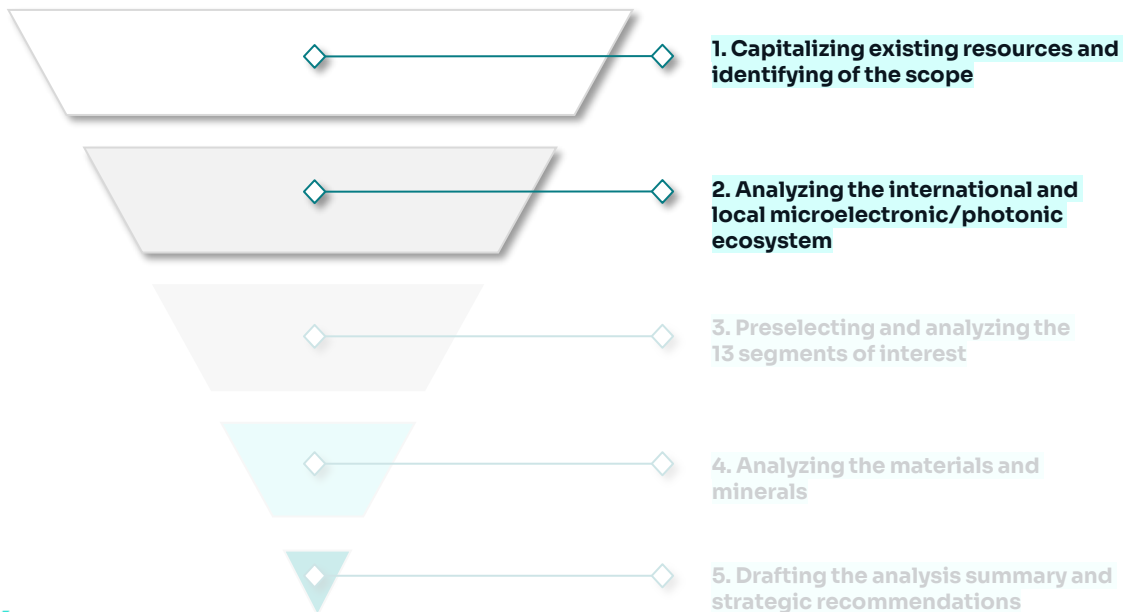 1. Capitalizing existing resources and
identifying of the scope
2. Analyzing the international and
local microelectronic/photonic
ecosystem
3. Preselecting and analyzing the
13 segments of interest
4. Analyzing the materials and
minerals
5. Drafting the analysis summary and
strategic recommendations